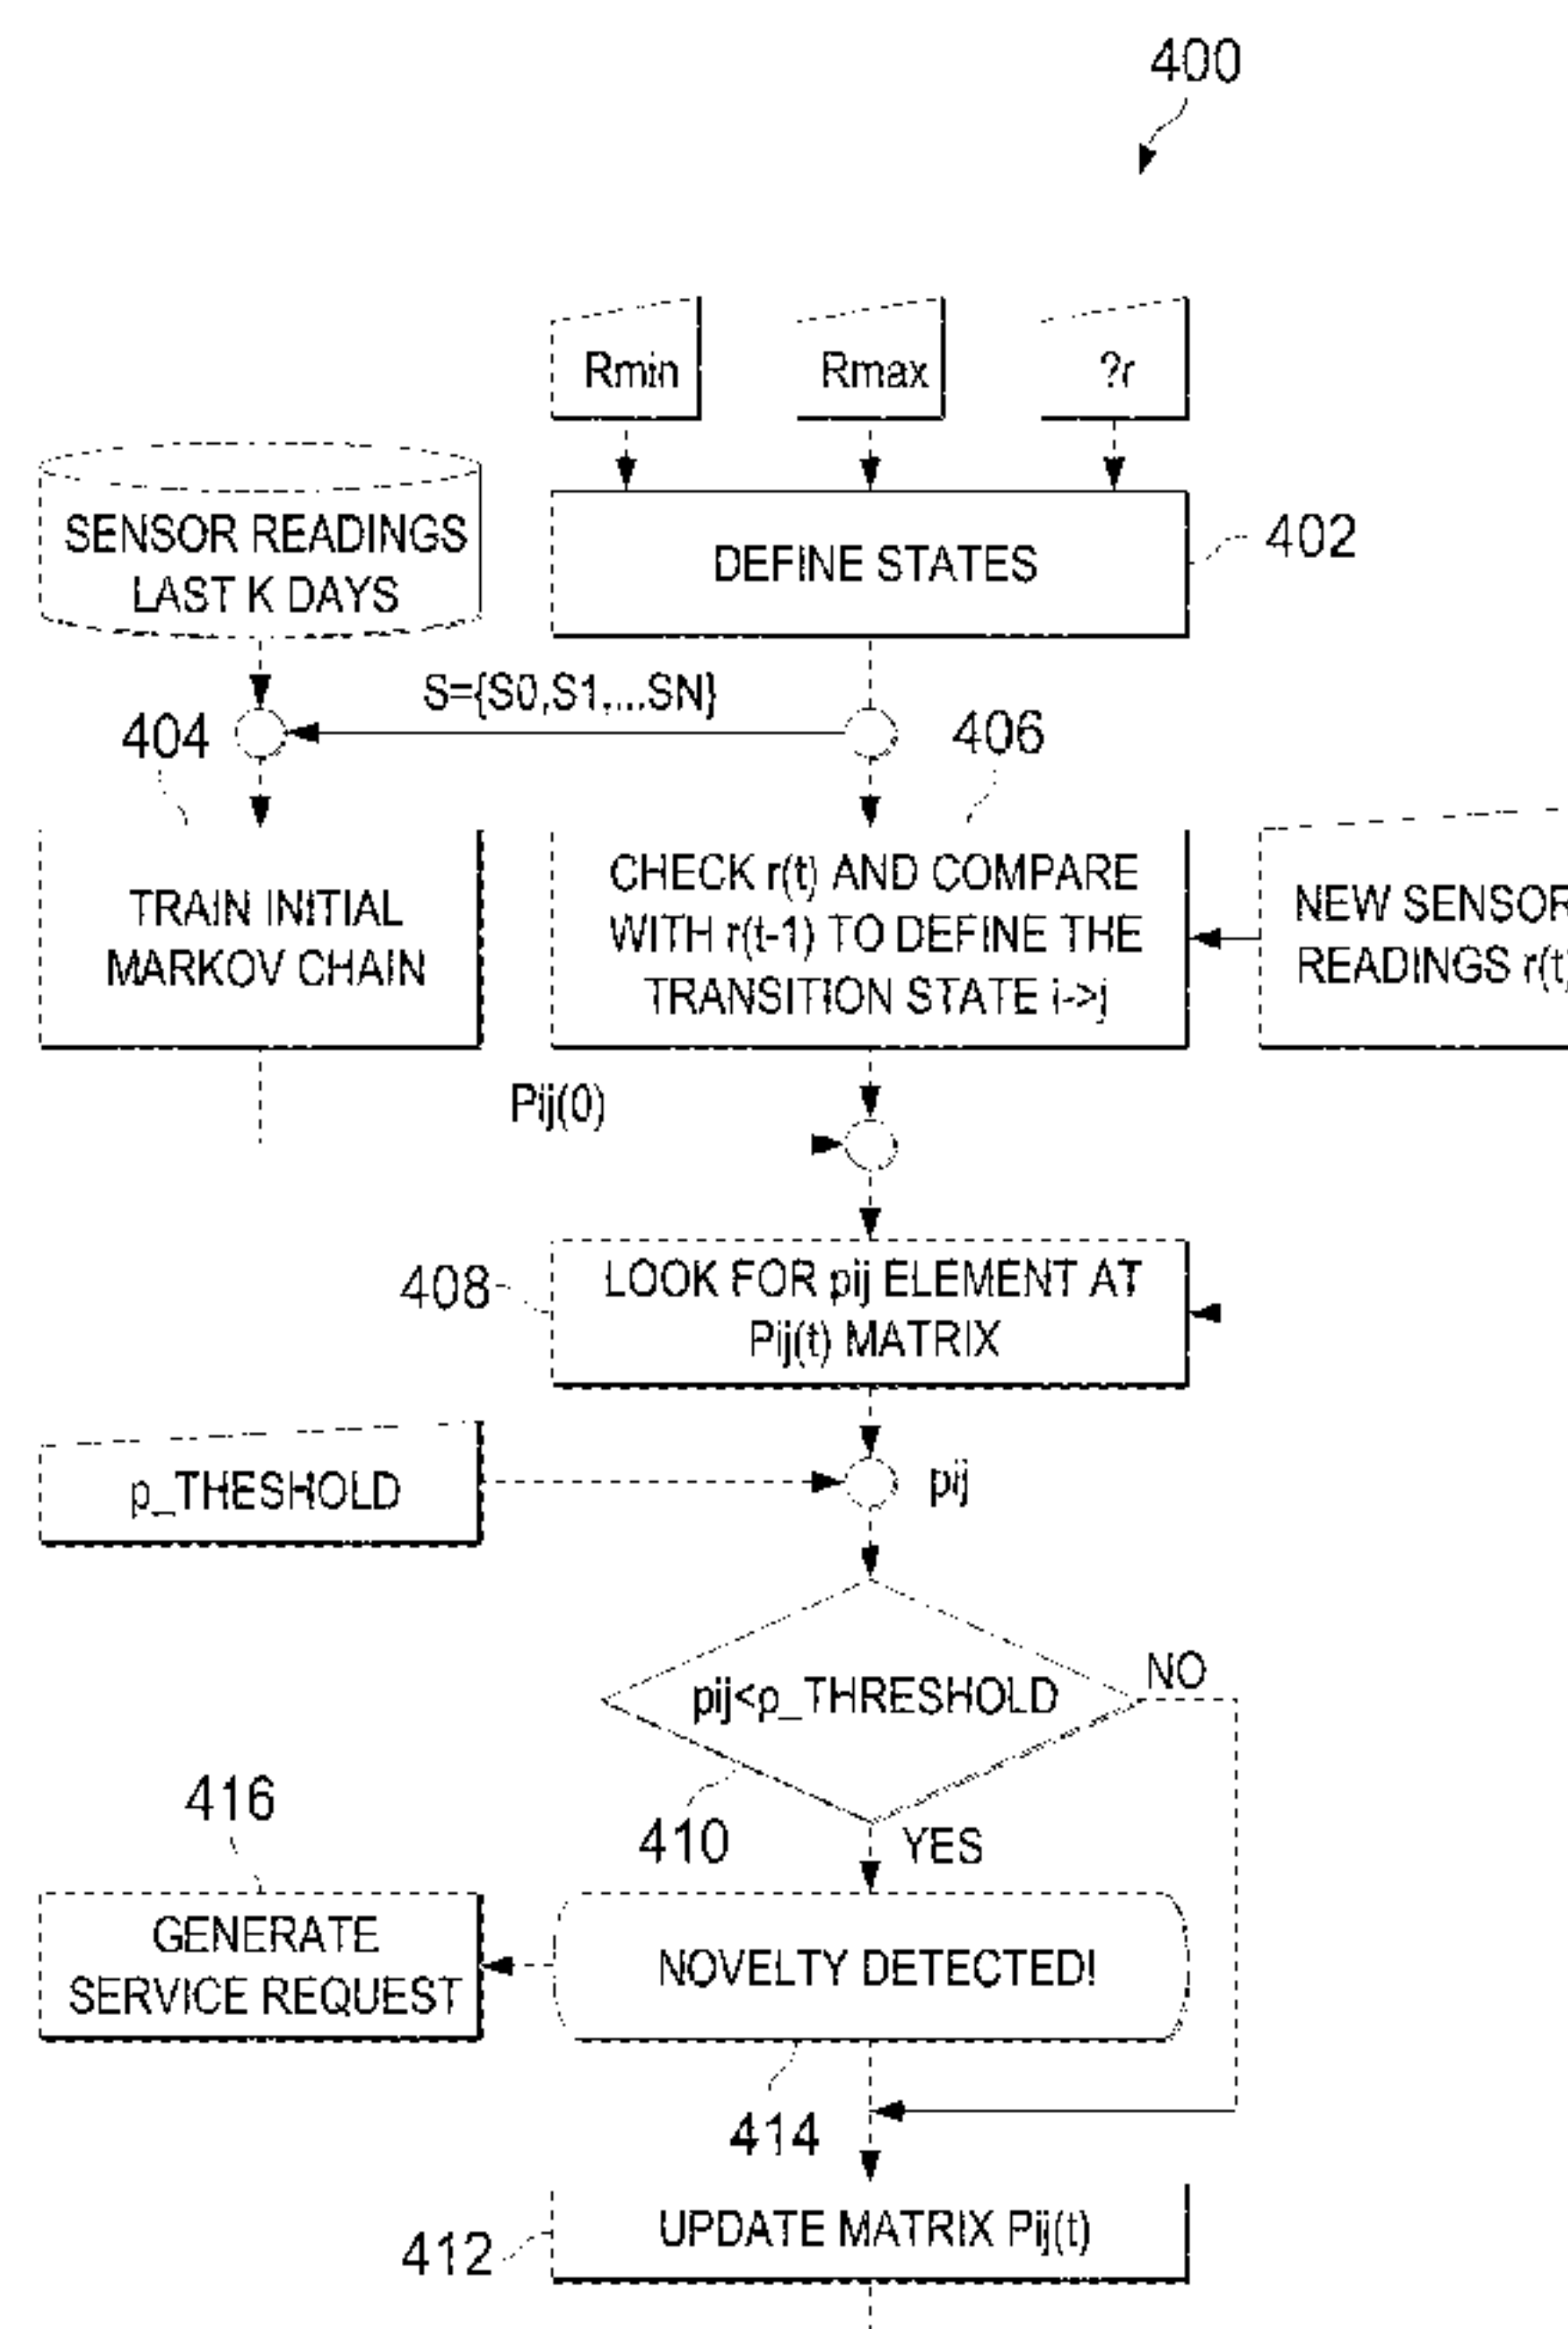 400
Rmin
Rmax
?r
SENSOR READINGS
LAST K DAYS
DEFINE STATES
402
S={S0,S1,...SN}
404
406
TRAIN INITIAL
MARKOV CHAIN
CHECK r(t) AND COMPARE
WITH r(t-1) TO DEFINE THE
TRANSITION STATE i->j
NEW SENSOR
READINGS r(t)
Pij(0)
408
LOOK FOR pij ELEMENT AT
Pij(t) MATRIX
p_THESHOLD
pij
pij<p_THRESHOLD
NO
410
YES
416
GENERATE
SERVICE REQUEST
NOVELTY DETECTED!
414
412
UPDATE MATRIX Pij(t)